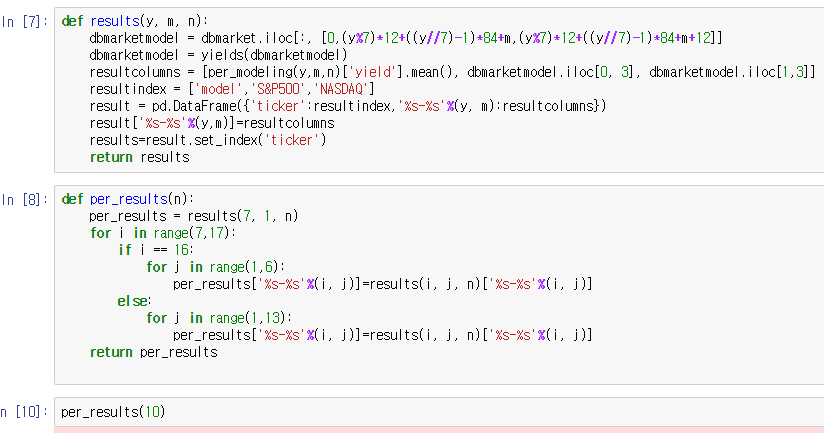 In [7]: def results(y, m, n):
    dbmarketmodel = dbmarket.iloc[:, [0,(y%7)*12+((y//7)-1)*84+m,(y%7)*12+((y//7)-1)*84+m+12]]
    dbmarketmodel = yields(dbmarketmodel)
    resultcolumns = [per_modeling(y,m,n)['yield'].mean(), dbmarketmodel.iloc[0, 3], dbmarketmodel.iloc[1,3]]
    resultindex = ['model','S&P500','NASDAQ']
    result = pd.DataFrame({'ticker':resultindex,'%s-%s'%(y, m):resultcolumns})
    result['%s-%s'%(y,m)]=resultcolumns
    results=result.set_index('ticker')
    return results
In [8]: def per_results(n):
    per_results = results(7, 1, n)
    for i in range(7,17):
        if i == 16:
            for j in range(1,6):
                per_results['%s-%s'%(i, j)]=results(i, j, n)['%s-%s'%(i, j)]
        else:
            for j in range(1,13):
                per_results['%s-%s'%(i, j)]=results(i, j, n)['%s-%s'%(i, j)]
    return per_results
n [10]: per_results(10)